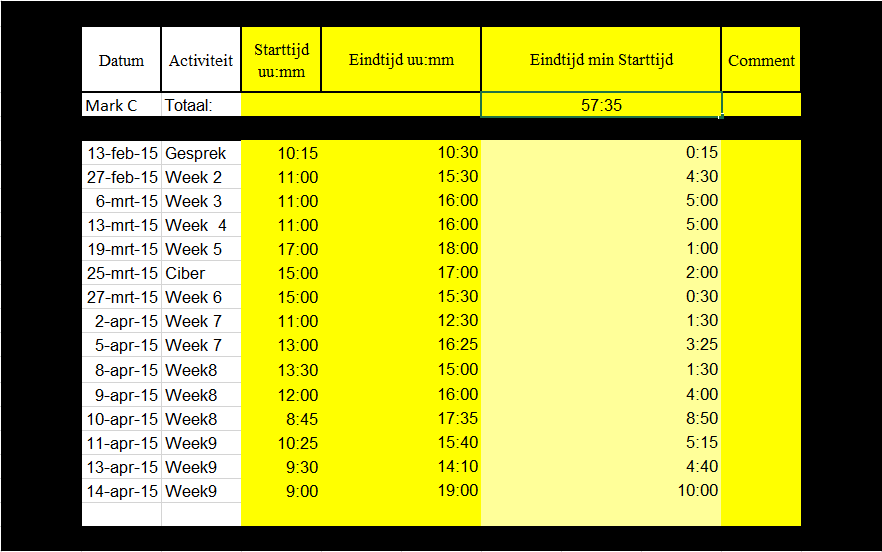 Datum Activiteit Starttijd uu:mm Eindtijd uu:mm Eindtijd min Starttijd Comment
Mark C Totaal: 57:35
13-feb-15 Gesprek 10:15 10:30 0:15
27-feb-15 Week 2 11:00 15:30 4:30
6-mrt-15 Week 3 11:00 16:00 5:00
13-mrt-15 Week  4 11:00 16:00 5:00
19-mrt-15 Week 5 17:00 18:00 1:00
25-mrt-15 Ciber 15:00 17:00 2:00
27-mrt-15 Week 6 15:00 15:30 0:30
2-apr-15 Week 7 11:00 12:30 1:30
5-apr-15 Week 7 13:00 16:25 3:25
8-apr-15 Week8 13:30 15:00 1:30
9-apr-15 Week8 12:00 16:00 4:00
10-apr-15 Week8 8:45 17:35 8:50
11-apr-15 Week9 10:25 15:40 5:15
13-apr-15 Week9 9:30 14:10 4:40
14-apr-15 Week9 9:00 19:00 10:00